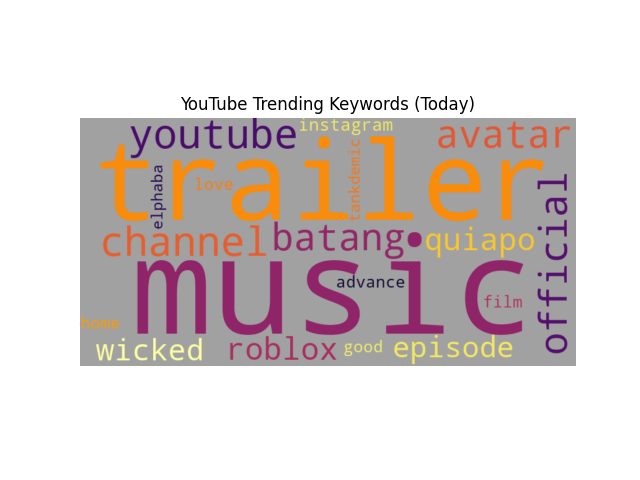 YouTube Trending Keywords (Today)
youtube
instagram
avatar
trailer
elphaba
love
tankdemic
official
channel
batang
quiapo
music
advance
film
home
wicked
roblox
good
episode